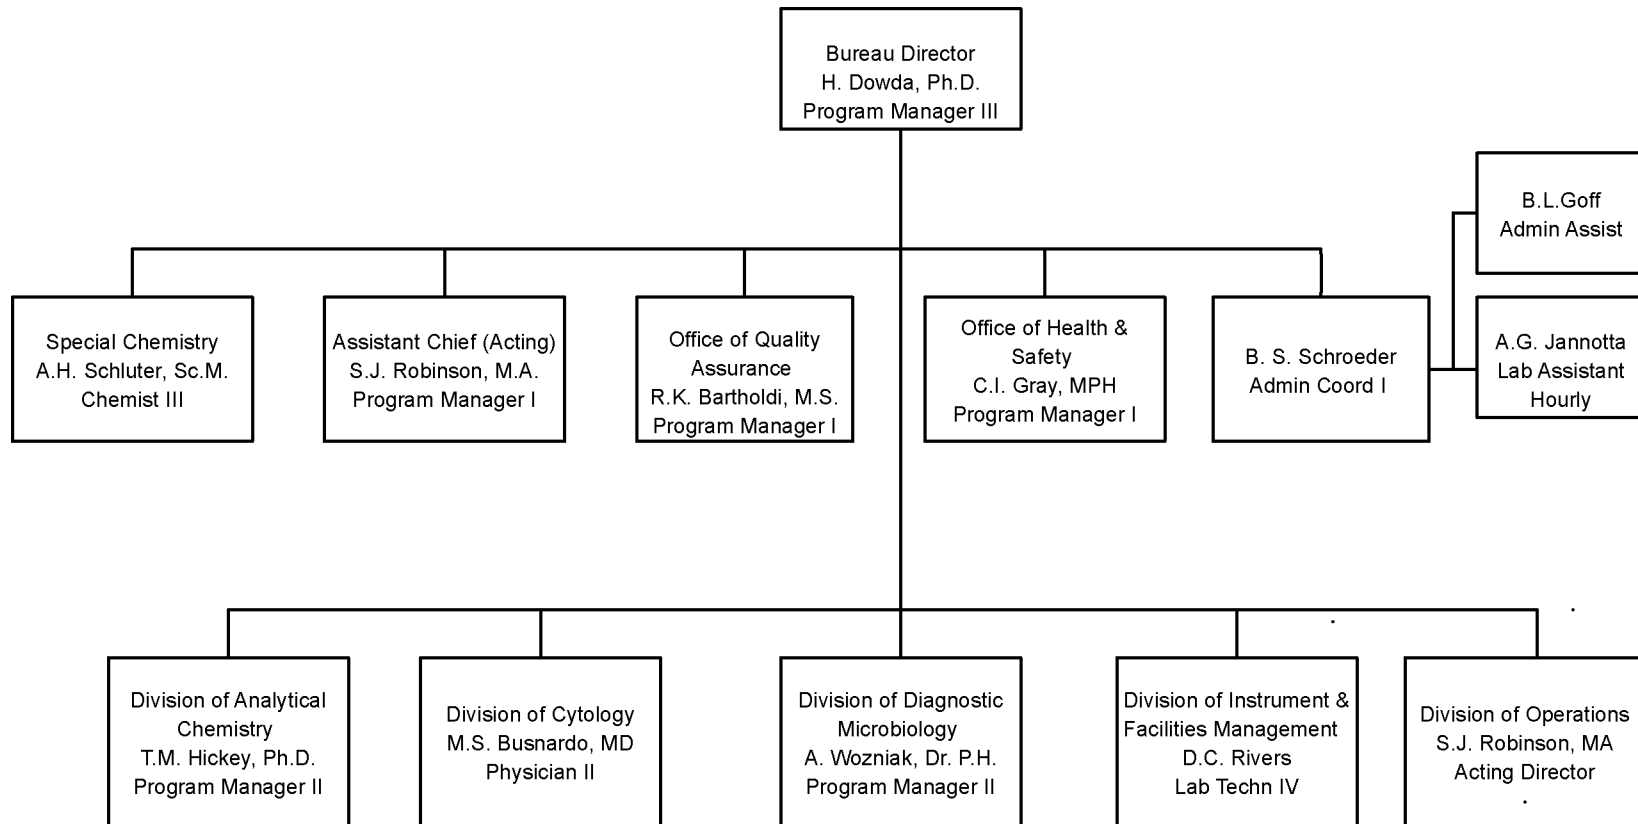 Bureau Director
H. Dowda, Ph.D.
Program Manager III
B.L.Goff
Admin Assist
Special Chemistry
A.H. Schluter, Sc.M.
Chemist III
Assistant Chief (Acting)
S.J. Robinson, M.A.
Program Manager I
Office of Quality
Assurance
R.K. Bartholdi, M.S.
Program Manager I
Office of Health &
Safety
C.I. Gray, MPH
Program Manager I
B. S. Schroeder
Admin Coord I
A.G. Jannotta
Lab Assistant
Hourly
Division of Analytical
Chemistry
T.M. Hickey, Ph.D.
Program Manager II
Division of Cytology
M.S. Busnardo, MD
Physician II
Division of Diagnostic
Microbiology
A. Wozniak, Dr. P.H.
Program Manager II
Division of Instrument &
Facilities Management
D.C. Rivers
Lab Techn IV
Division of Operations
S.J. Robinson, MA
Acting Director